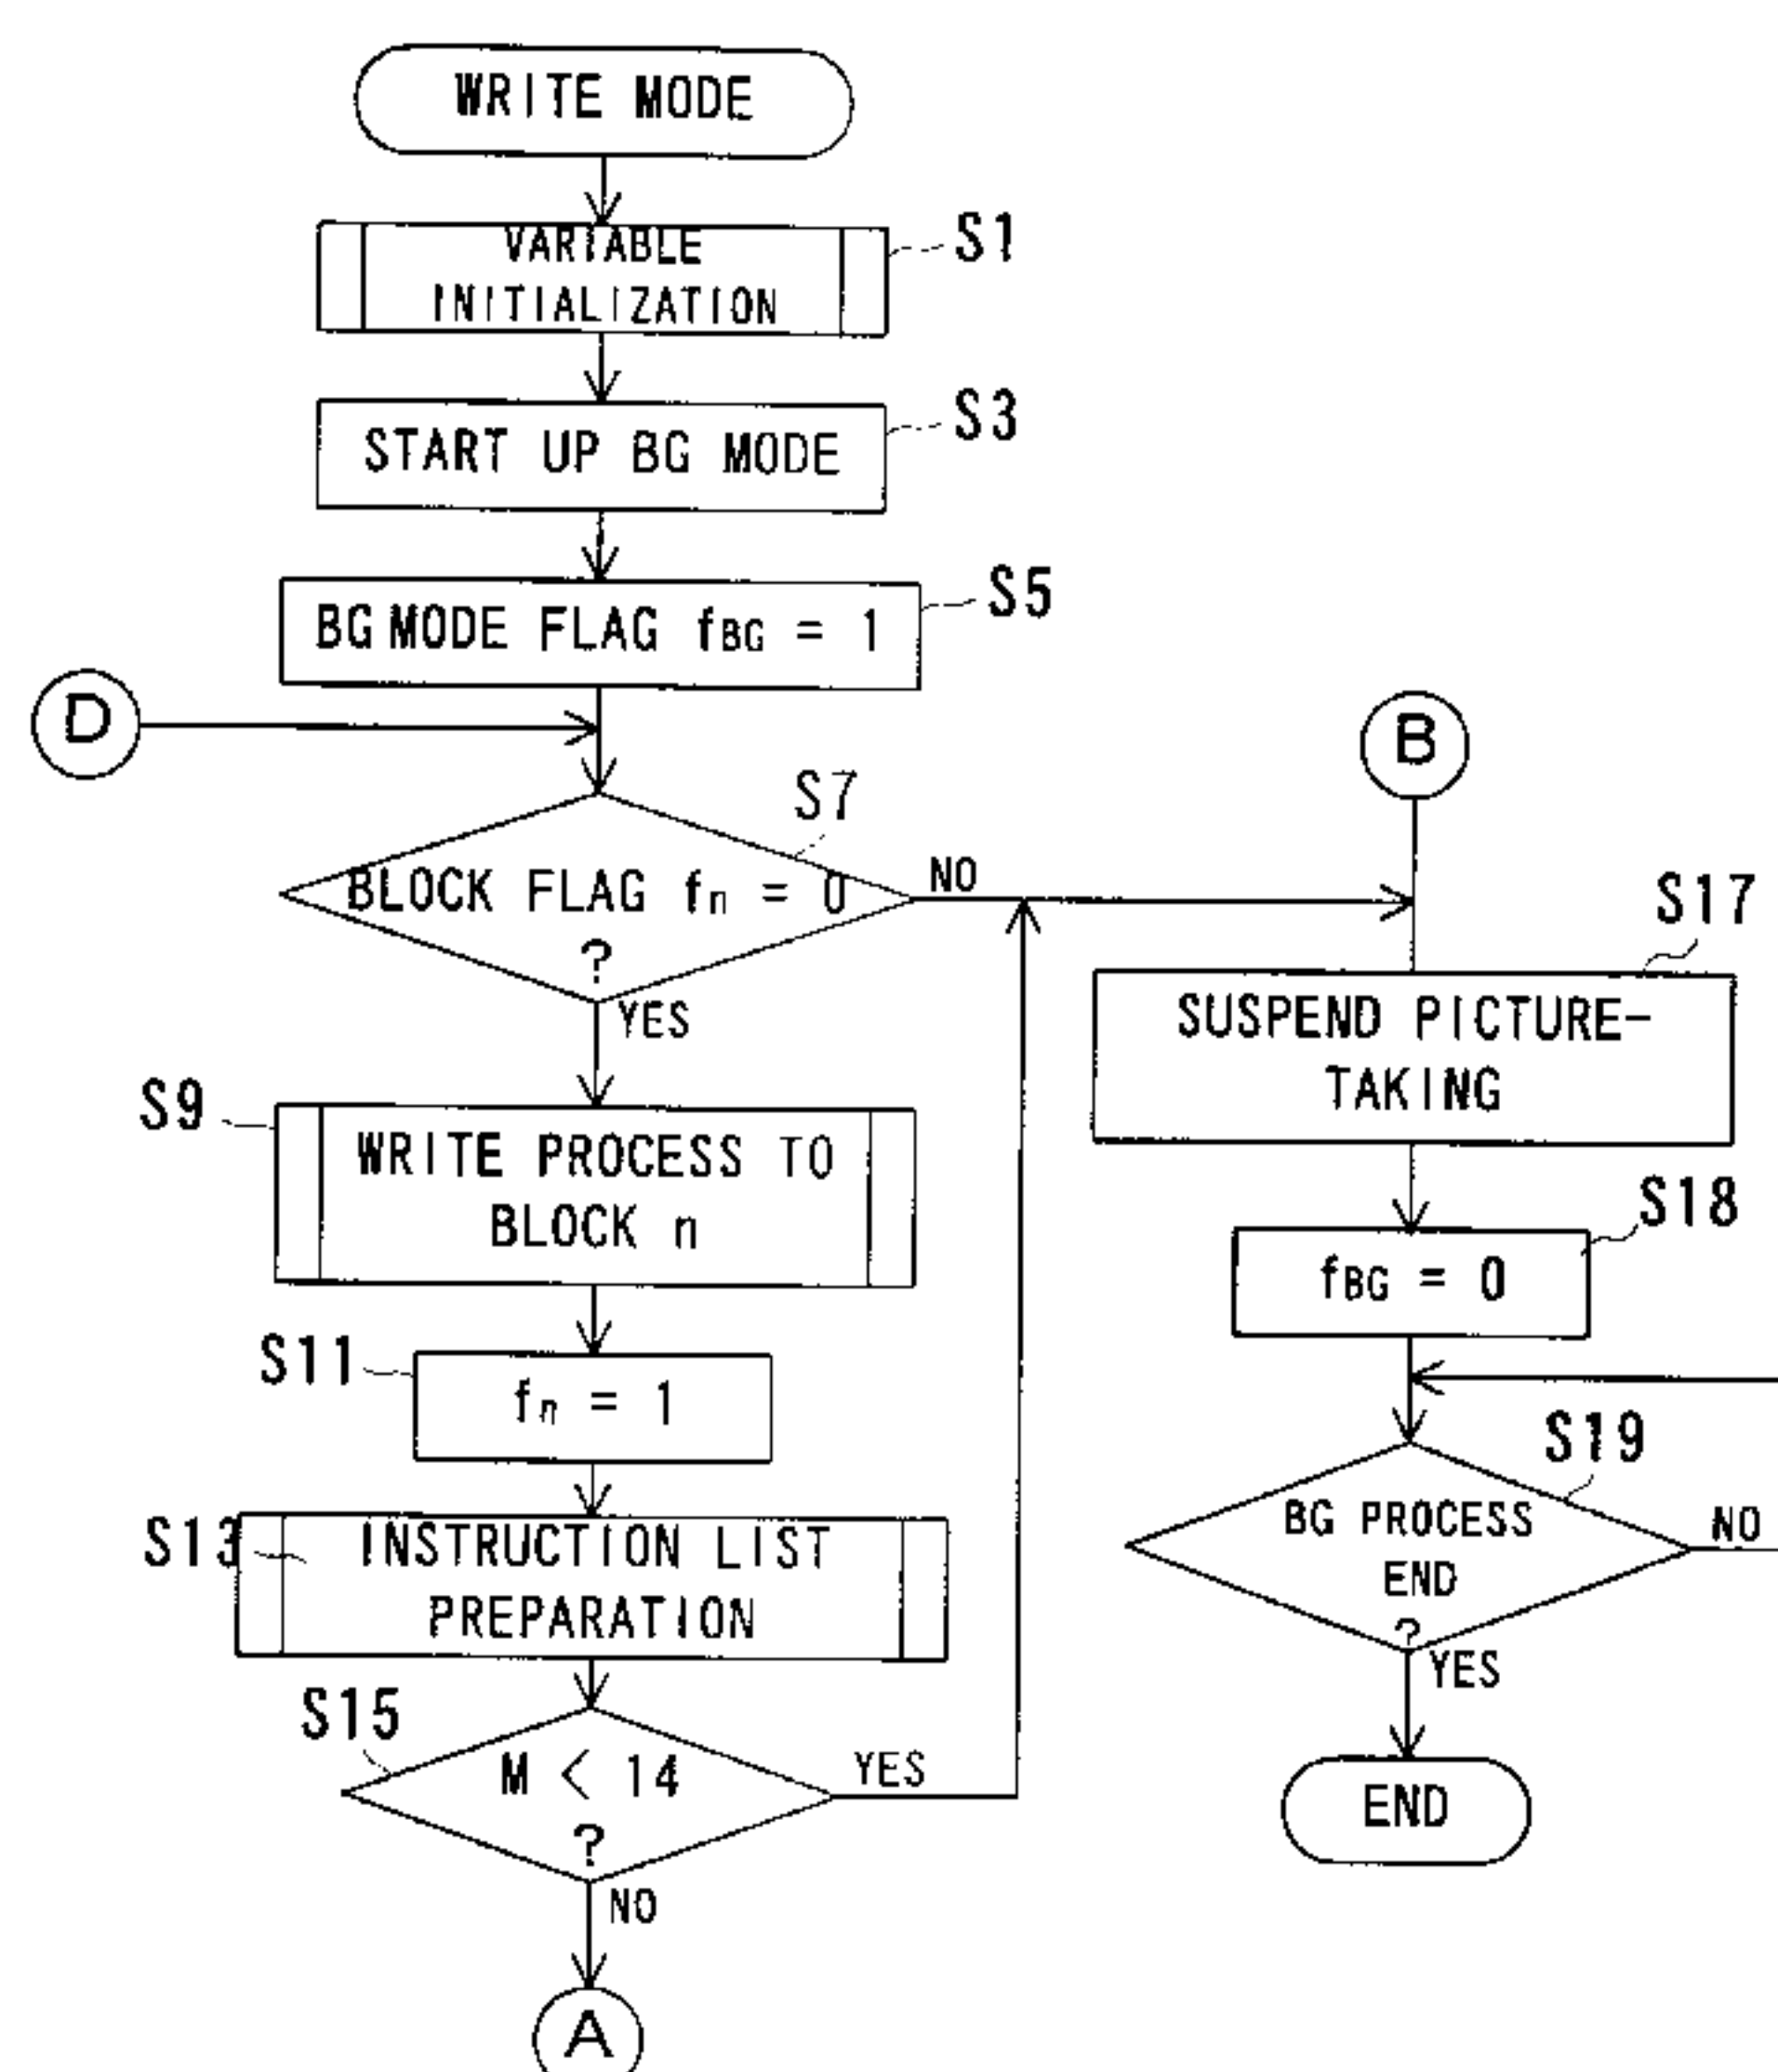 WRITE MODE
VARIABLE
INITIALIZATION
S1
START UP BG MODE
S3
BG MODE FLAG fBG = 1
S5
D
S7
BLOCK FLAG fn = 0
?
NO
YES
S9
WRITE PROCESS TO
BLOCK n
S11
fn = 1
S13
INSTRUCTION LIST
PREPARATION
S15
M < 14
?
YES
NO
A
B
S17
SUSPEND PICTURE-
TAKING
S18
fBG = 0
S19
BG PROCESS
END
?
NO
YES
END